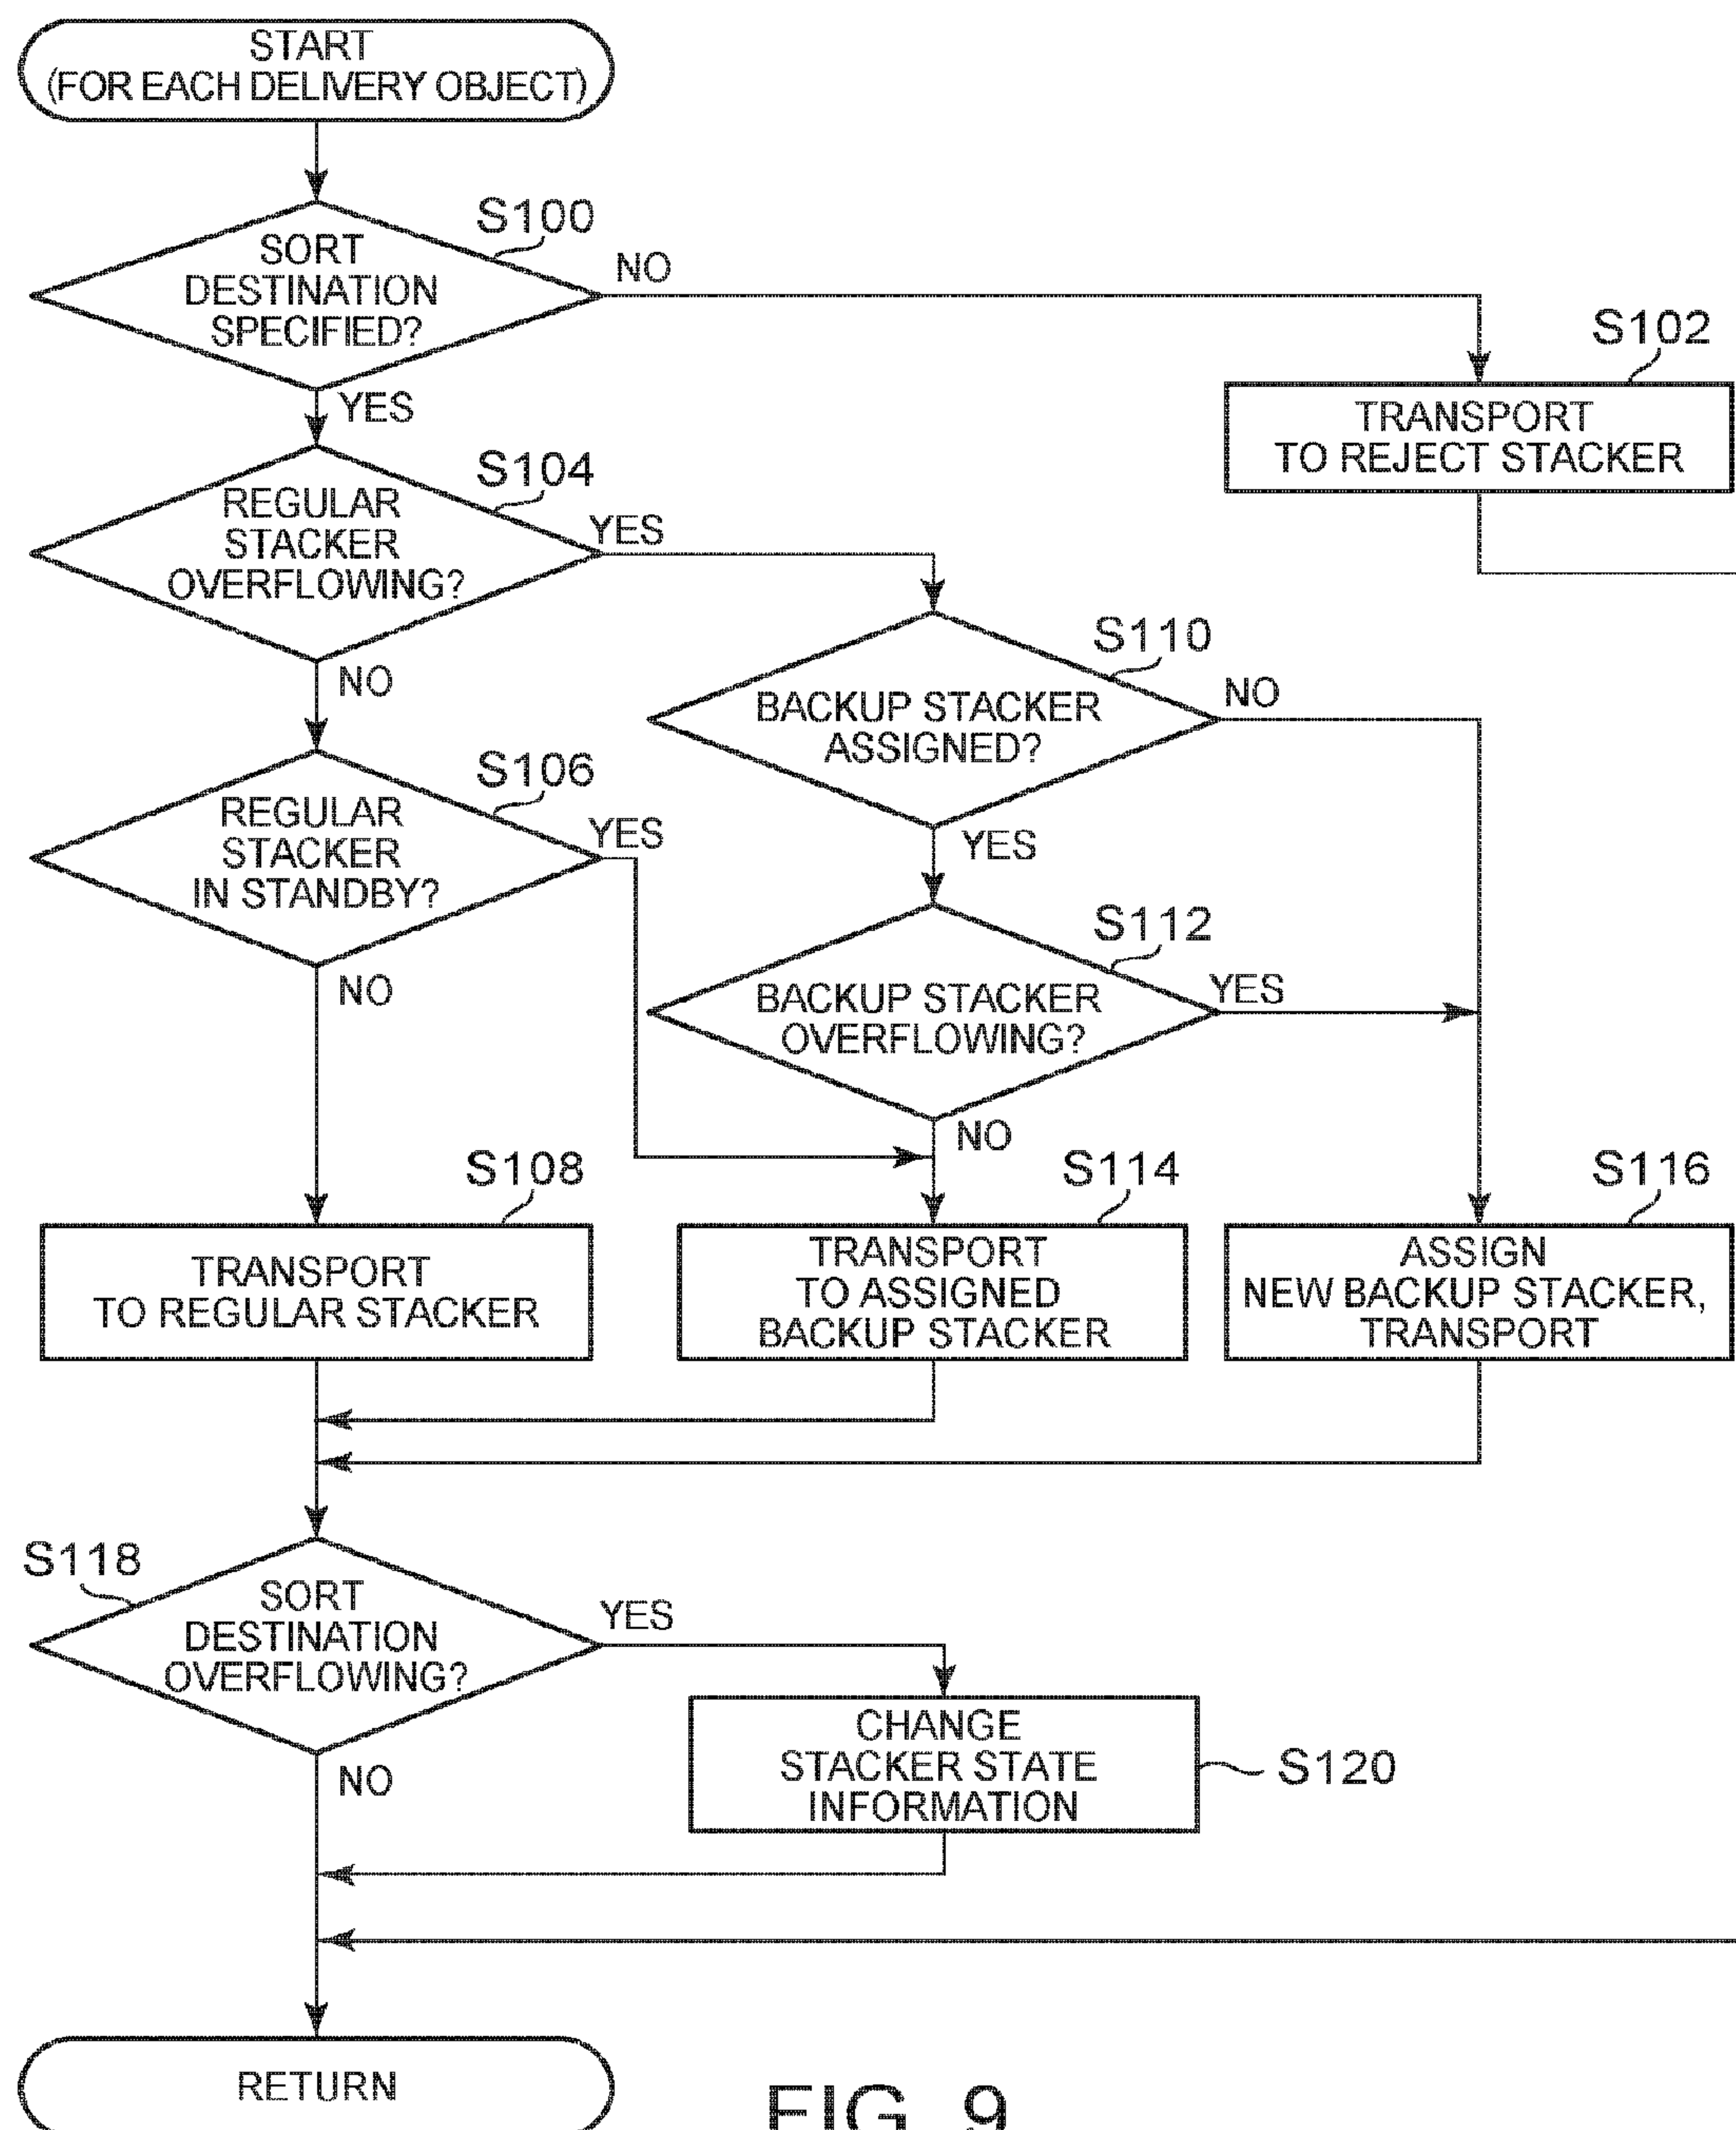 START
(FOR EACH DELIVERY OBJECT)
S100
SORT
DESTINATION
SPECIFIED?
NO
YES
S102
TRANSPORT
TO REJECT STACKER
S104
REGULAR
STACKER
OVERFLOWING?
YES
NO
S110
BACKUP STACKER
ASSIGNED?
NO
YES
S106
REGULAR
STACKER
IN STANDBY?
YES
NO
S112
BACKUP STACKER
OVERFLOWING?
YES
NO
S108
TRANSPORT
TO REGULAR STACKER
S114
TRANSPORT
TO ASSIGNED
BACKUP STACKER
S116
ASSIGN
NEW BACKUP STACKER,
TRANSPORT
S118
SORT
DESTINATION
OVERFLOWING?
YES
NO
CHANGE
STACKER STATE
INFORMATION
S120
RETURN
FIG. 9